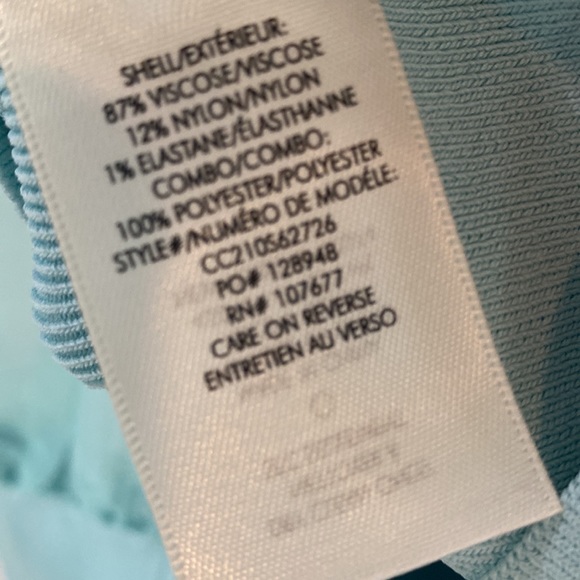 SHELL/EXTÉRIEUR:
87% VISCOSE/VISCOSE
12% NYLON/NYLON
1% ELASTANE/ÉLASTHANNE
COMBO/COMBO:
100% POLYESTER/POLYESTER
STYLE#/NUMÉRO DE MODÈLE:
CC210S62726
PO# 128948
RN# 107677
CARE ON REVERSE
ENTRETIEN AU VERSO